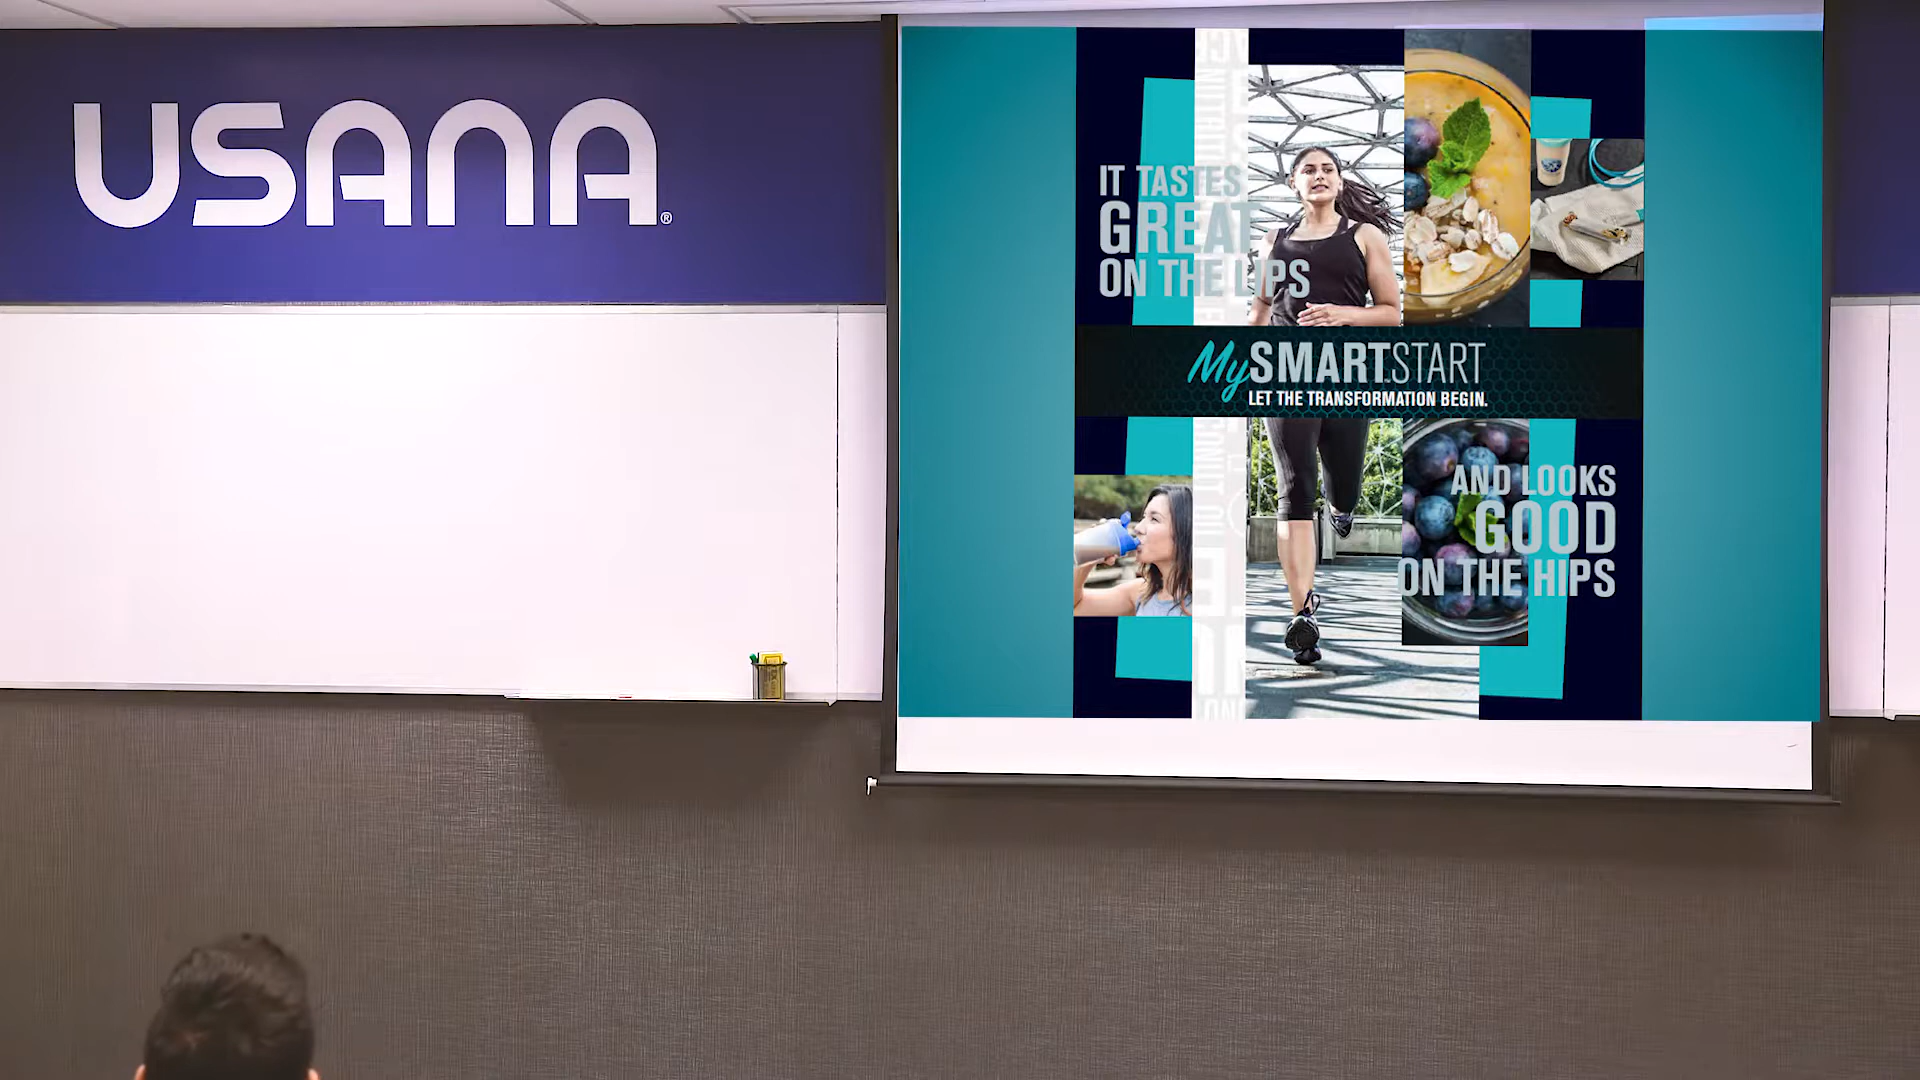 USANA®
IT TASTES
GREAT
ON THE LIPS
MySMARTSTART
LET THE TRANSFORMATION BEGIN.
AND LOOKS
GOOD
ON THE HIPS